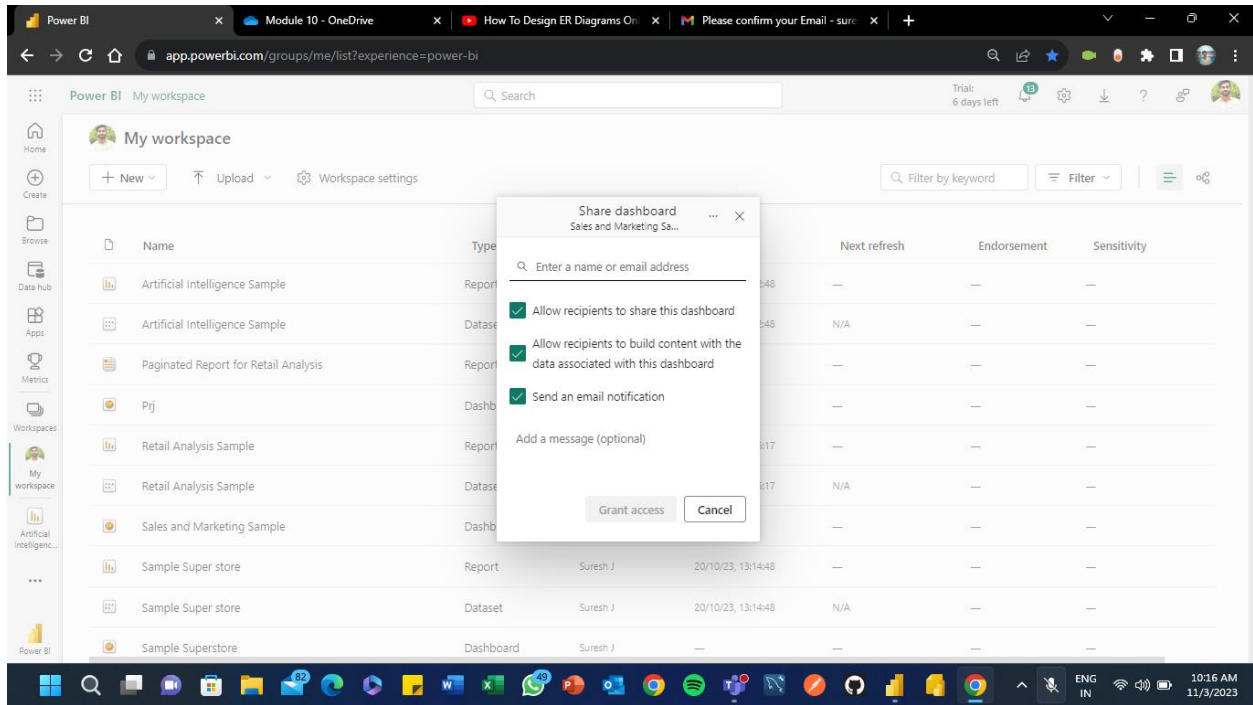 Power BI
Module 10 - OneDrive
How To Design ER Diagrams On
Please confirm your Email - sure
app.powerbi.com/groups/me/list?experience=power-bi
Power BI My workspace
Search
Trial:
6 days left
13
Home
Create
Browse
Data hub
Apps
Metrics
Workspaces
My
workspace
Artificial
Intelligenc...
Power BI
My workspace
New
Upload
Workspace settings
Filter by keyword
Filter
Name Type Next refresh Endorsement Sensitivity
Artificial Intelligence Sample Report :48 — — —
Artificial Intelligence Sample Datase :48 N/A — —
Paginated Report for Retail Analysis Report — — —
Prj Dashb — — —
Retail Analysis Sample Report :17 — — —
Retail Analysis Sample Datase :17 N/A — —
Sales and Marketing Sample Dashb — — —
Sample Super store Report Suresh J 20/10/23, 13:14:48 — — —
Sample Super store Dataset Suresh J 20/10/23, 13:14:48 N/A — —
Sample Superstore Dashboard Suresh J — — — —
Share dashboard
Sales and Marketing Sa...
Enter a name or email address
Allow recipients to share this dashboard
Allow recipients to build content with the
data associated with this dashboard
Send an email notification
Add a message (optional)
Grant access
Cancel
82
49
ENG
IN
10:16 AM
11/3/2023